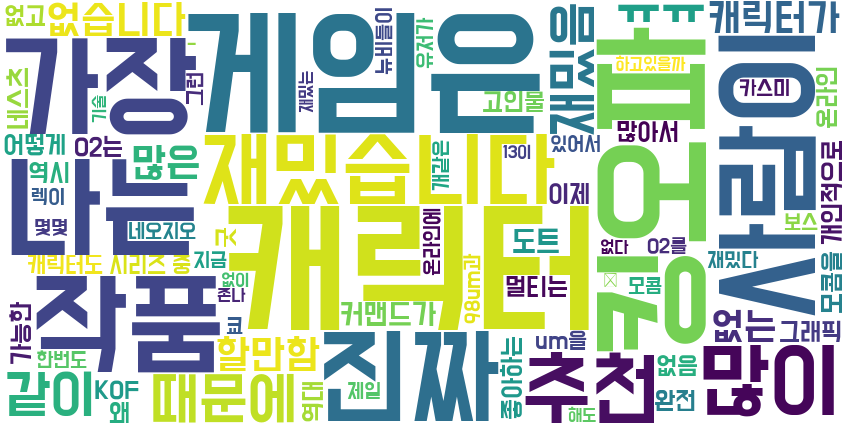 없고
없습니다
가장
게임은
뉴비들이
유저가
재밌음
킹오파
ㅠㅠ
캐릭터가
하고있을까
카스미
이
온라인
네스츠
기술
그런
재밌는
고인물
많아서
어떻게
02는
많은
역시
렉이
몇몇
나는
네오지오
재밌습니다
개같은
13이
있어서
이제
사람
개인적으로
보스
모콤을
캐릭터
굿
온라인에
도트
없다
02를
재밌다
캐릭터도
시리즈 중
지금
없이
존나
98um과
멀티는
모콤
작품
가능한
한번도
쿄
할만함
커맨드가
um을
없는
그래픽
같이
KOF
왜
때문에
역대
진짜
제일
좋아하는
추천
해도
없음
완전
많이